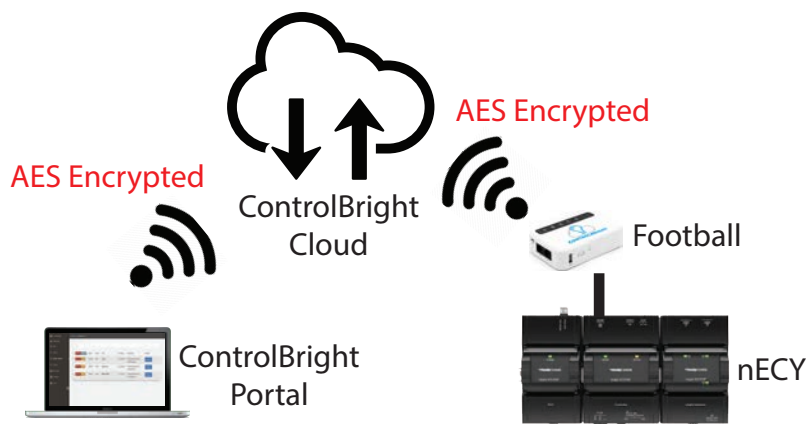 AES Encrypted
AES Encrypted
ControlBright
Cloud
Football
ControlBright
Portal
nECY